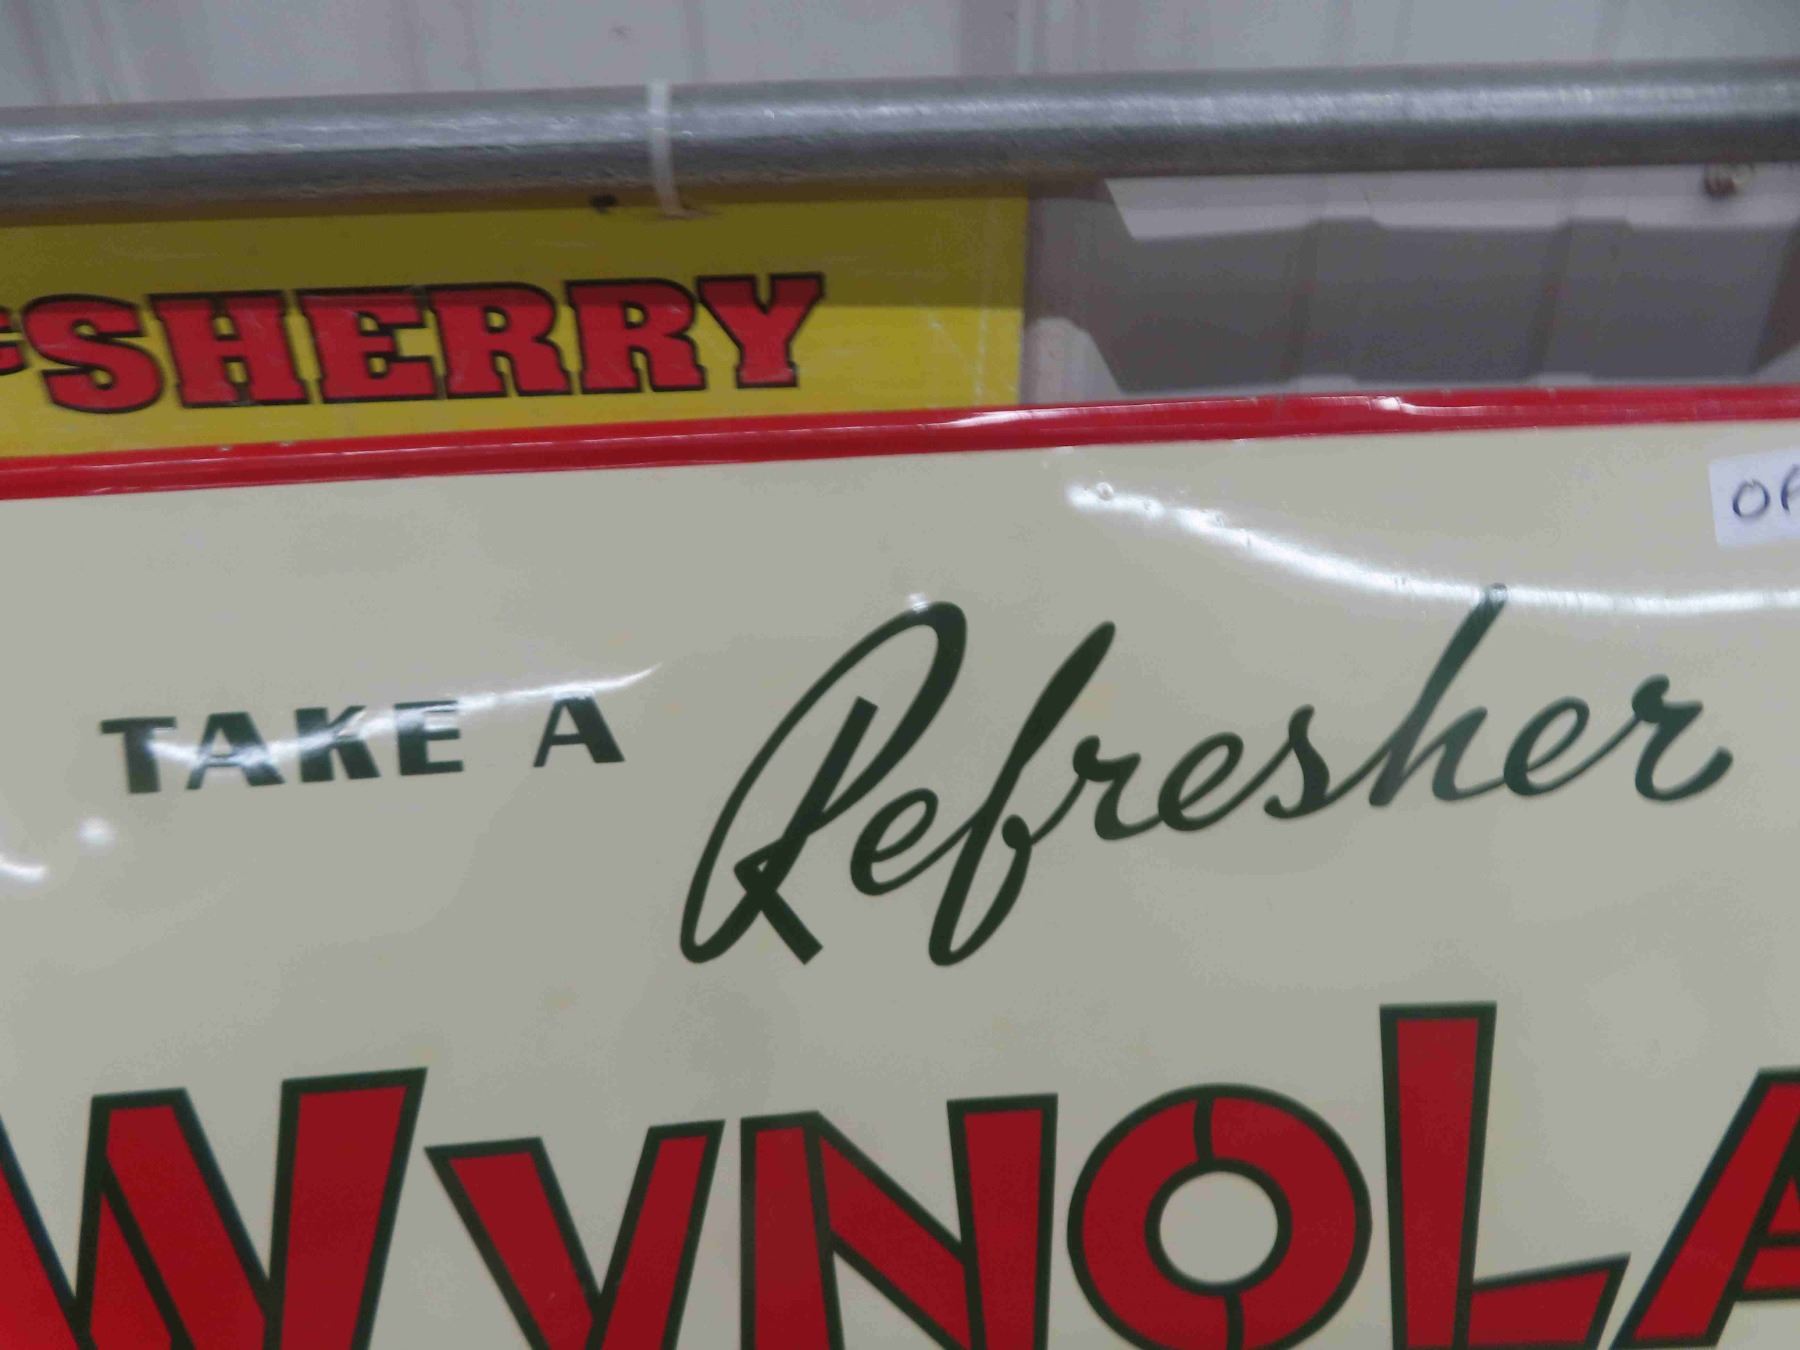 SHERRY
TAKE A Refresher
WYNOLA